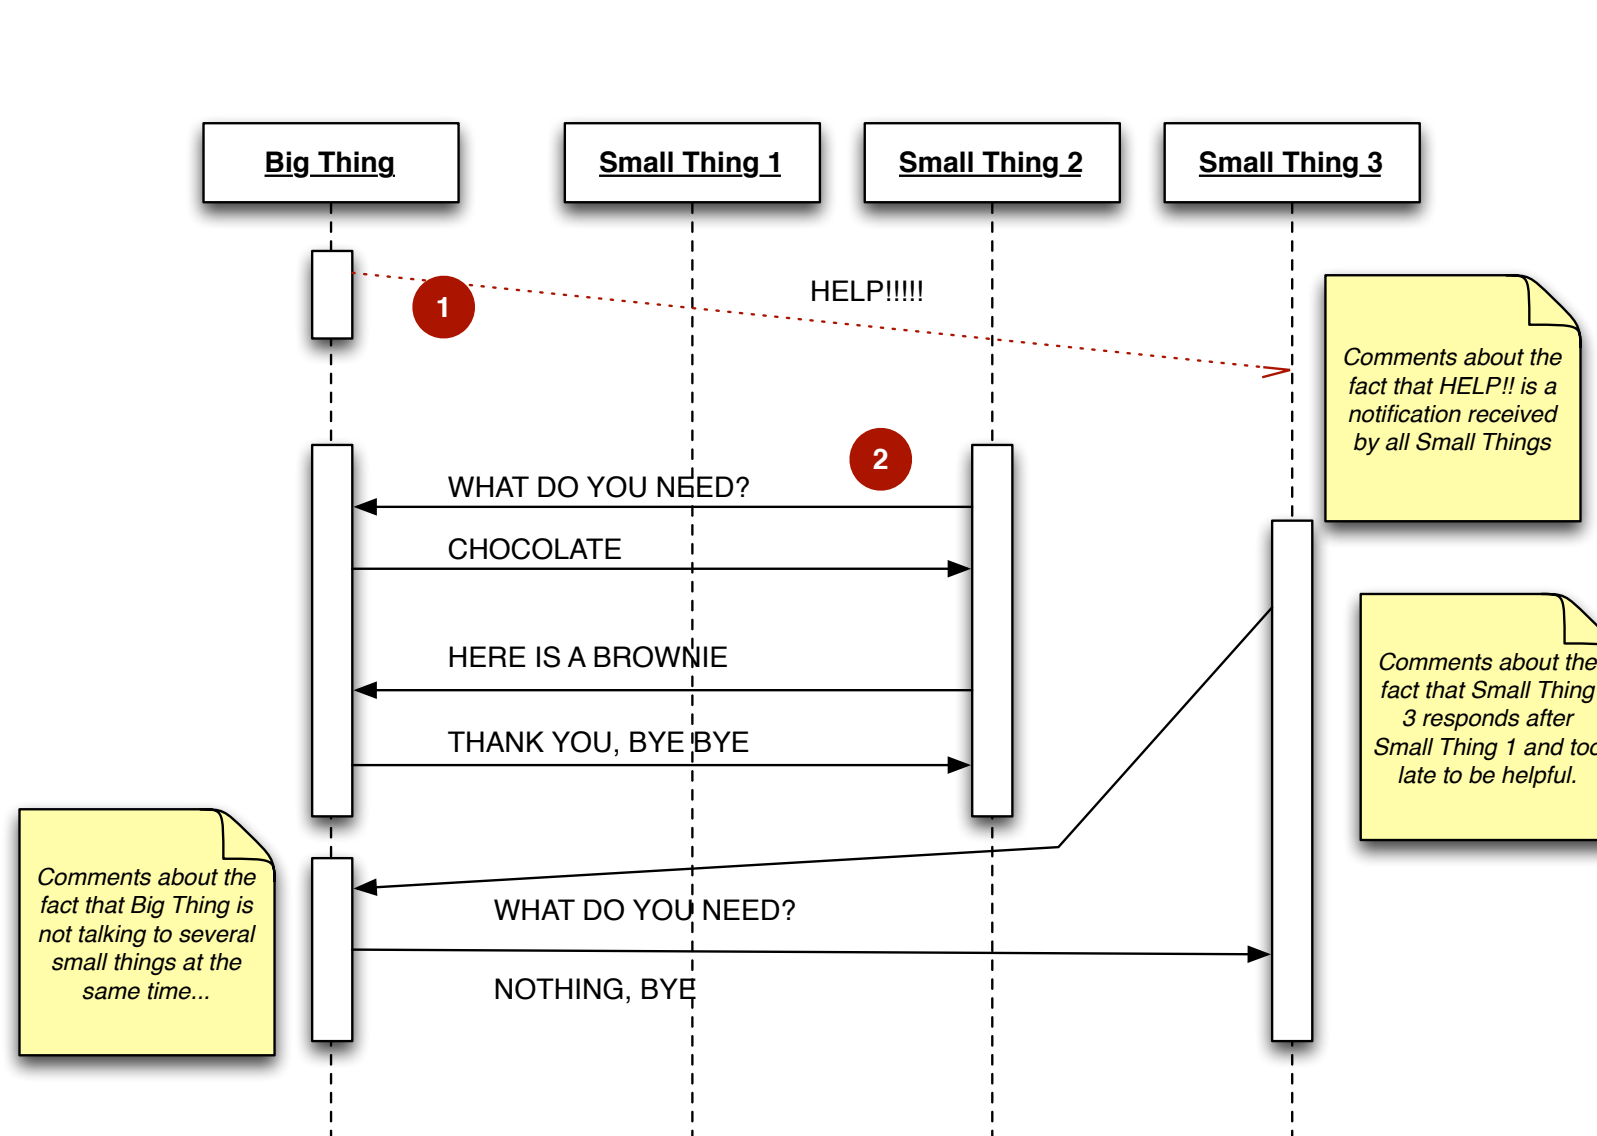 Big Thing
Small Thing 1
Small Thing 2
Small Thing 3
1
HELP!!!!!
Comments about the
fact that HELP!! is a
notification received
by all Small Things
2
WHAT DO YOU NEED?
CHOCOLATE
HERE IS A BROWNIE
THANK YOU, BYE BYE
Comments about the
fact that Small Thing
3 responds after
Small Thing 1 and too
late to be helpful.
Comments about the
fact that Big Thing is
not talking to several
small things at the
same time...
WHAT DO YOU NEED?
NOTHING, BYE